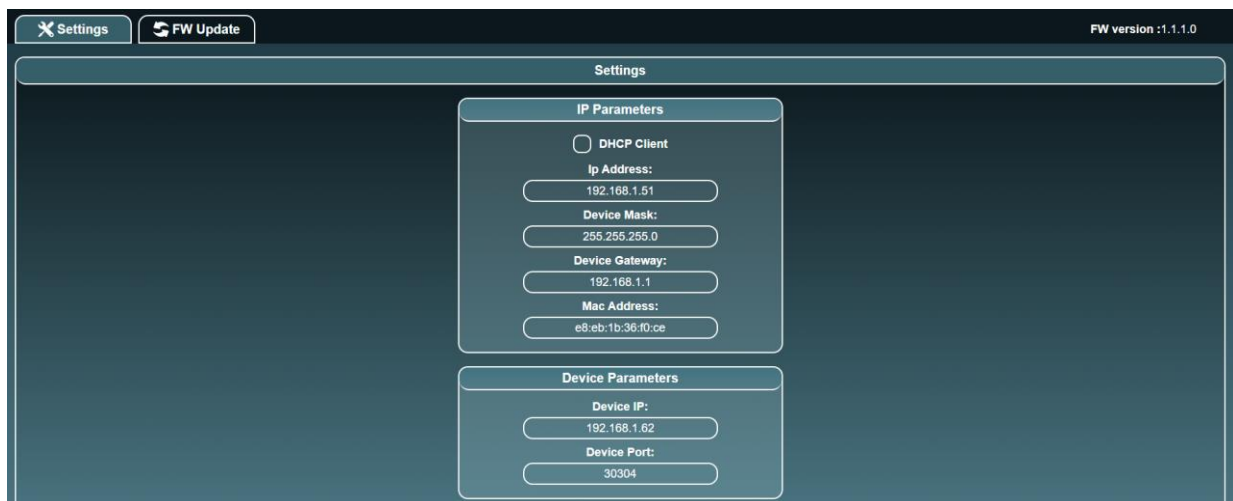 Settings
FW Update
FW version :1.1.1.0
Settings
IP Parameters
DHCP Client
Ip Address:
192.168.1.51
Device Mask:
255.255.255.0
Device Gateway:
192.168.1.1
Mac Address:
e8:eb:1b:36:f0:ce
Device Parameters
Device IP:
192.168.1.62
Device Port:
30304